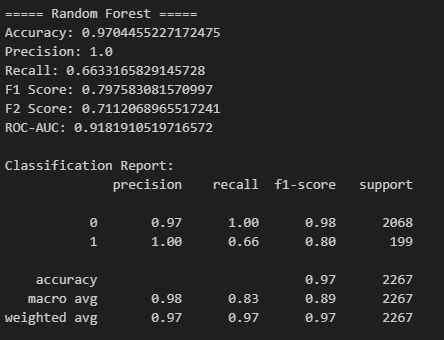 ===== Random Forest =====
Accuracy: 0.9704455227172475
Precision: 1.0
Recall: 0.6633165829145728
F1 Score: 0.797583081570997
F2 Score: 0.7112068965517241
ROC-AUC: 0.9181910519716572
Classification Report:
precision recall f1-score support
0 0.97 1.00 0.98 2068
1 1.00 0.66 0.80 199
accuracy 0.97 2267
macro avg 0.98 0.83 0.89 2267
weighted avg 0.97 0.97 0.97 2267